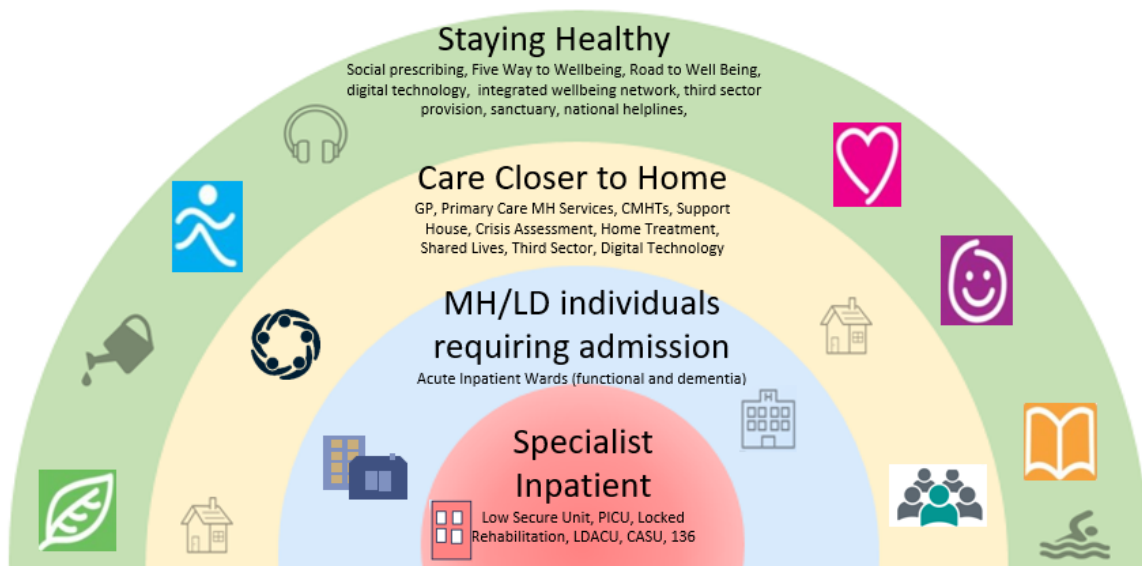 Staying Healthy
Social prescribing, Five Way to Wellbeing, Road to Well Being,
digital technology, integrated wellbeing network, third sector
provision, sanctuary, national helplines,
Care Closer to Home
GP, Primary Care MH Services, CMHTs, Support
House, Crisis Assessment, Home Treatment,
Shared Lives, Third Sector, Digital Technology
MH/LD individuals
requiring admission
Acute Inpatient Wards (functional and dementia)
H
Specialist
Inpatient
Low Secure Unit, PICU, Locked
Rehabilitation, LDACU, CASU, 136